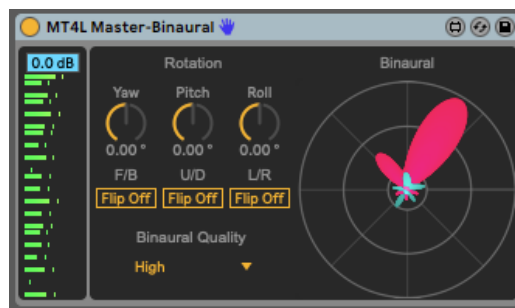 MT4L Master-Binaural
0.0 dB
Rotation
Binaural
Yaw Pitch Roll
0.00 ° 0.00 ° 0.00 °
F/B U/D L/R
Flip Off Flip Off Flip Off
Binaural Quality
High